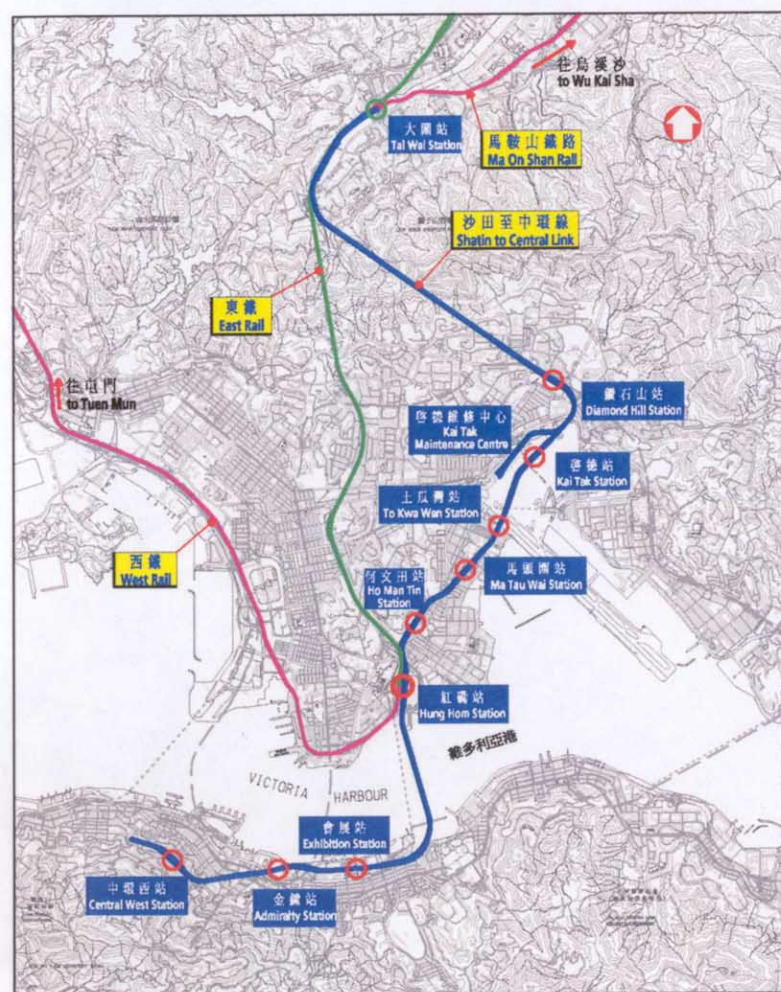 往烏溪沙
to Wu Kai Sha
大圍站
Tai Wai Station
馬鞍山鐵路
Ma On Shan Rail
沙田至中環線
Shatin to Central Link
東鐵
East Rail
往屯門
to Tuen Mun
鑽石山站
Diamond Hill Station
啓德維修中心
Kai Tak
Maintenance Centre
啓德站
Kai Tak Station
土瓜灣站
To Kwa Wan Station
西鐵
West Rail
馬頭圍站
Ma Tau Wai Station
何文田站
Ho Man Tin
Station
紅磡站
Hung Hom Station
維多利亞港
VICTORIA HARBOUR
會展站
Exhibition Station
中環西站
Central West Station
金鐘站
Admiralty Station